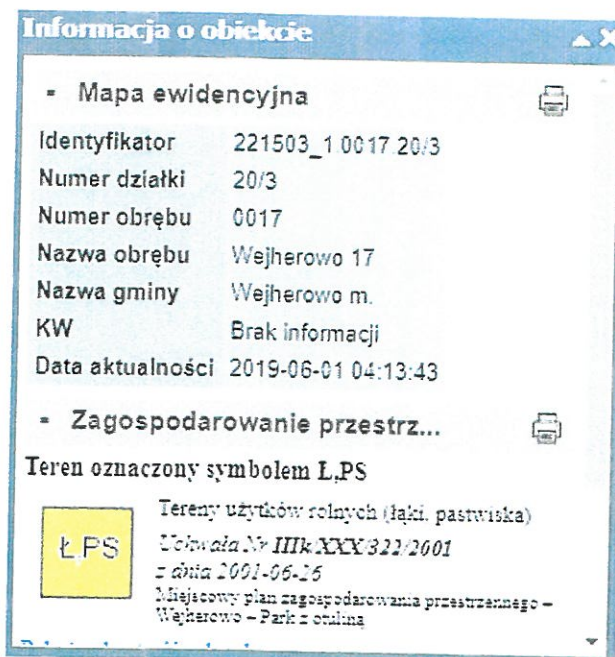 Informacja o obiekcie
- Mapa ewidencyjna
Identyfikator 221503_1.0017.20/3
Numer działki 20/3
Numer obrębu 0017
Nazwa obrębu Wejherowo 17
Nazwa gminy Wejherowo m.
KW Brak informacji
Data aktualności 2019-06-01 04:13:43
- Zagospodarowanie przestrz...
Teren oznaczony symbolem Ł,PS
Ł,PS
Tereny użytków rolnych (łąki, pastwiska)
Uchwała Nr IIIk/XXX/322/2001
z dnia 2001-06-26
Miejscowy plan zagospodarowania przestrzennego –
Wejherowo – Park z otuliną